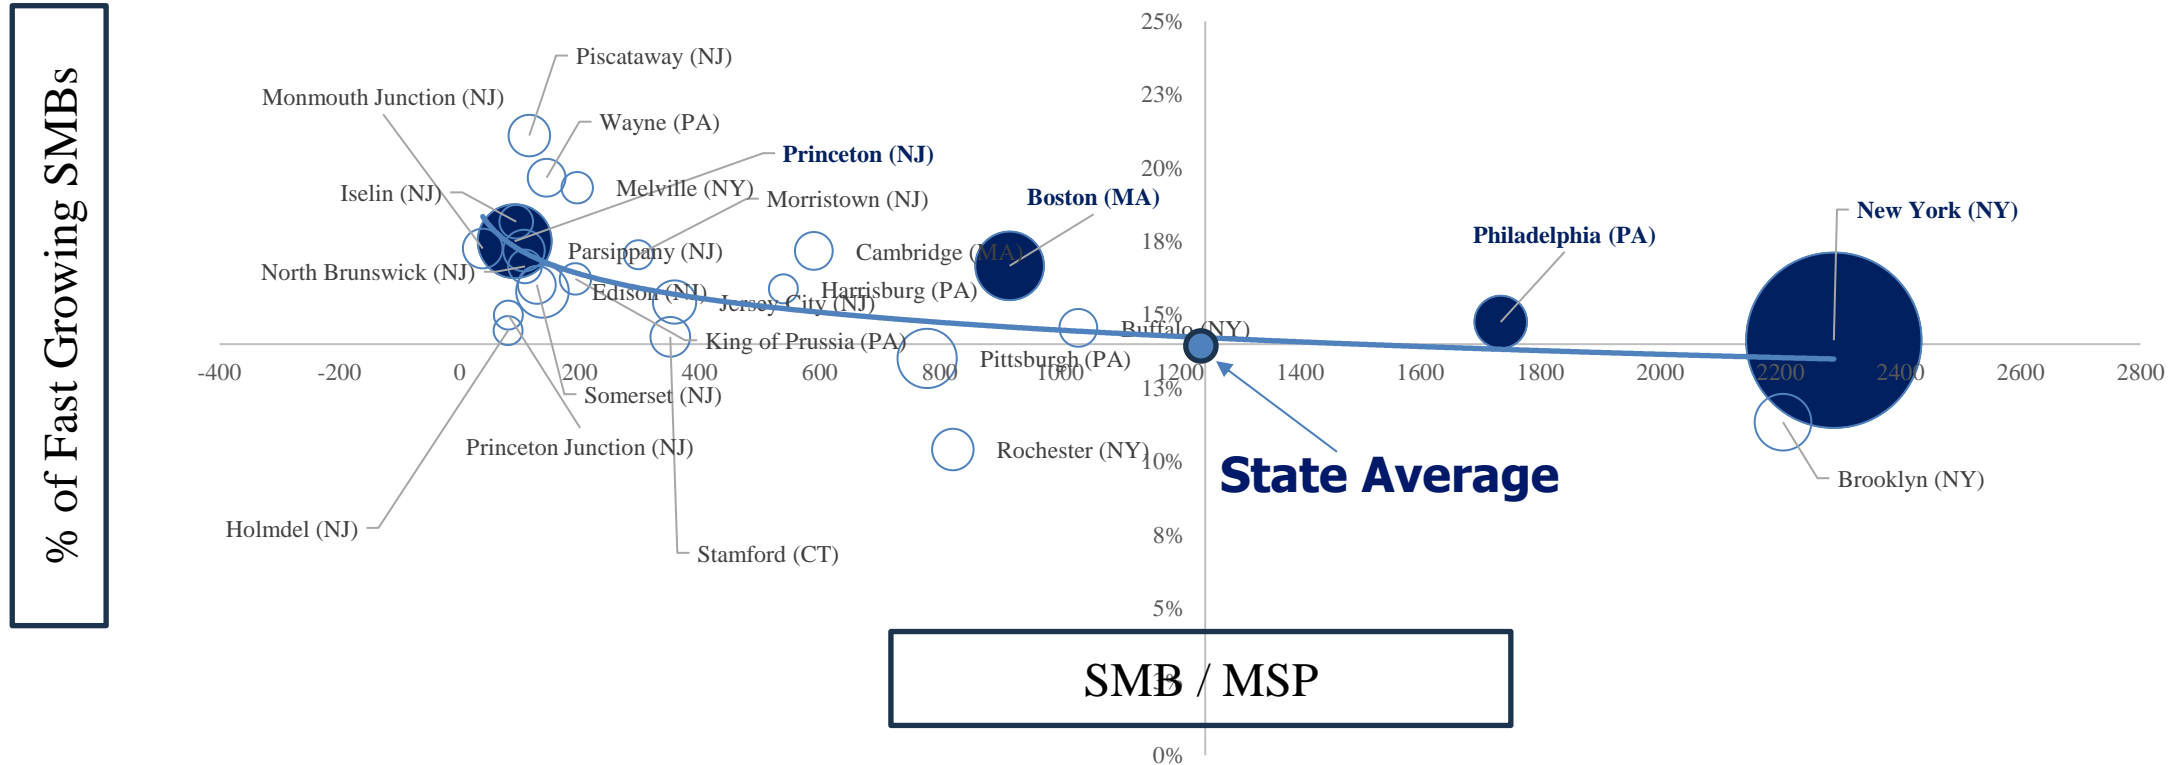 % of Fast Growing SMBs
25%
Piscataway (NJ)
Monmouth Junction (NJ)
23%
Wayne (PA)
Princeton (NJ)
20%
Iselin (NJ)
Melville (NY)
Morristown (NJ)
Boston (MA)
New York (NY)
Philadelphia (PA)
18%
Parsippany (NJ)
Cambridge (MA)
North Brunswick (NJ)
Edison (NJ)
Harrisburg (PA)
Jersey City (NJ)
15%
Buffalo (NY)
King of Prussia (PA)
Pittsburgh (PA)
-400 -200 0 200 400 600 800 1000 1200 1400 1600 1800 2000 2200 2400 2600 2800
13%
Somerset (NJ)
Princeton Junction (NJ)
Rochester (NY)
10%
State Average
Brooklyn (NY)
Holmdel (NJ)
8%
Stamford (CT)
5%
SMB / MSP
3%
0%